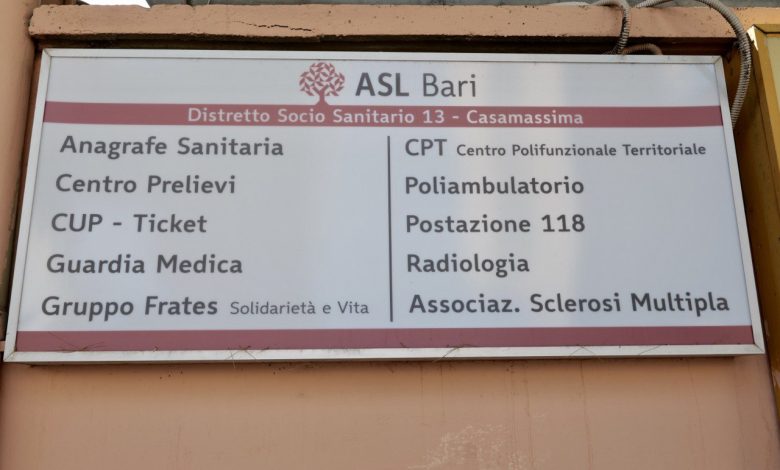 ASL Bari
Distretto Socio Sanitario 13 - Casamassima
Anagrafe Sanitaria
Centro Prelievi
CUP - Ticket
Guardia Medica
Gruppo Frates Solidarietà e Vita
CPT Centro Polifunzionale Territoriale
Poliambulatorio
Postazione 118
Radiologia
Associaz. Sclerosi Multipla